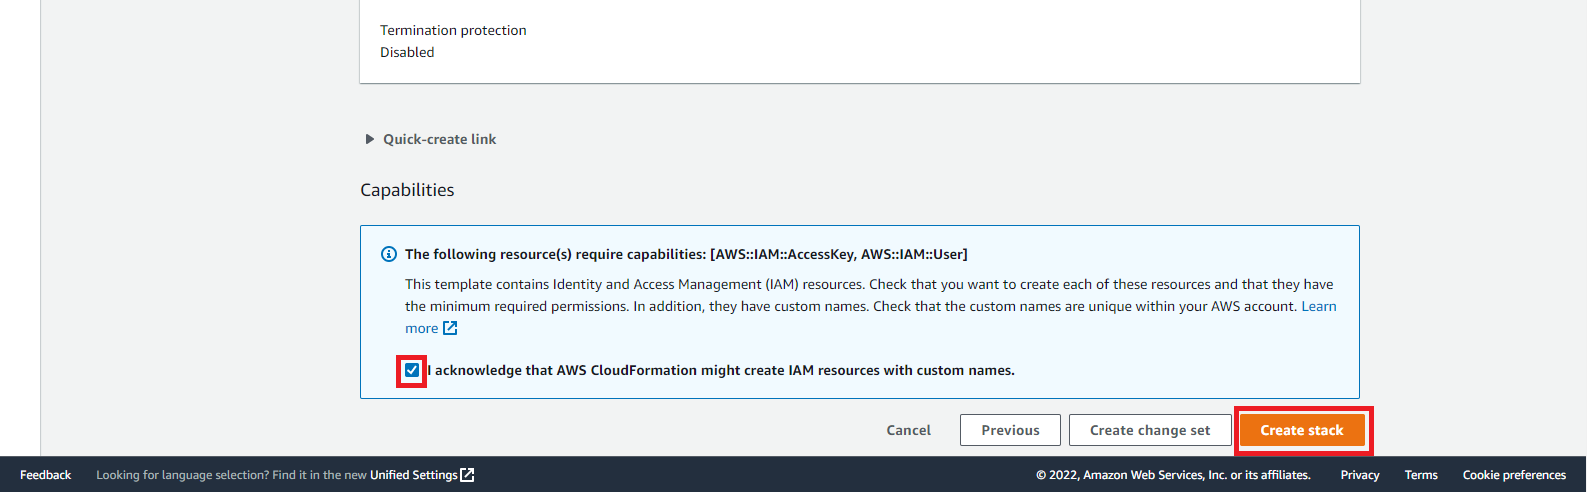 Termination protection
Disabled
Quick-create link
Capabilities
The following resource(s) require capabilities: [AWS::IAM::AccessKey, AWS::IAM::User]
This template contains Identity and Access Management (IAM) resources. Check that you want to create each of these resources and that they have
the minimum required permissions. In addition, they have custom names. Check that the custom names are unique within your AWS account. Learn
more
I acknowledge that AWS CloudFormation might create IAM resources with custom names.
Cancel Previous Create change set Create stack
Feedback Looking for language selection? Find it in the new Unified Settings © 2022, Amazon Web Services, Inc. or its affiliates. Privacy Terms Cookie preferences